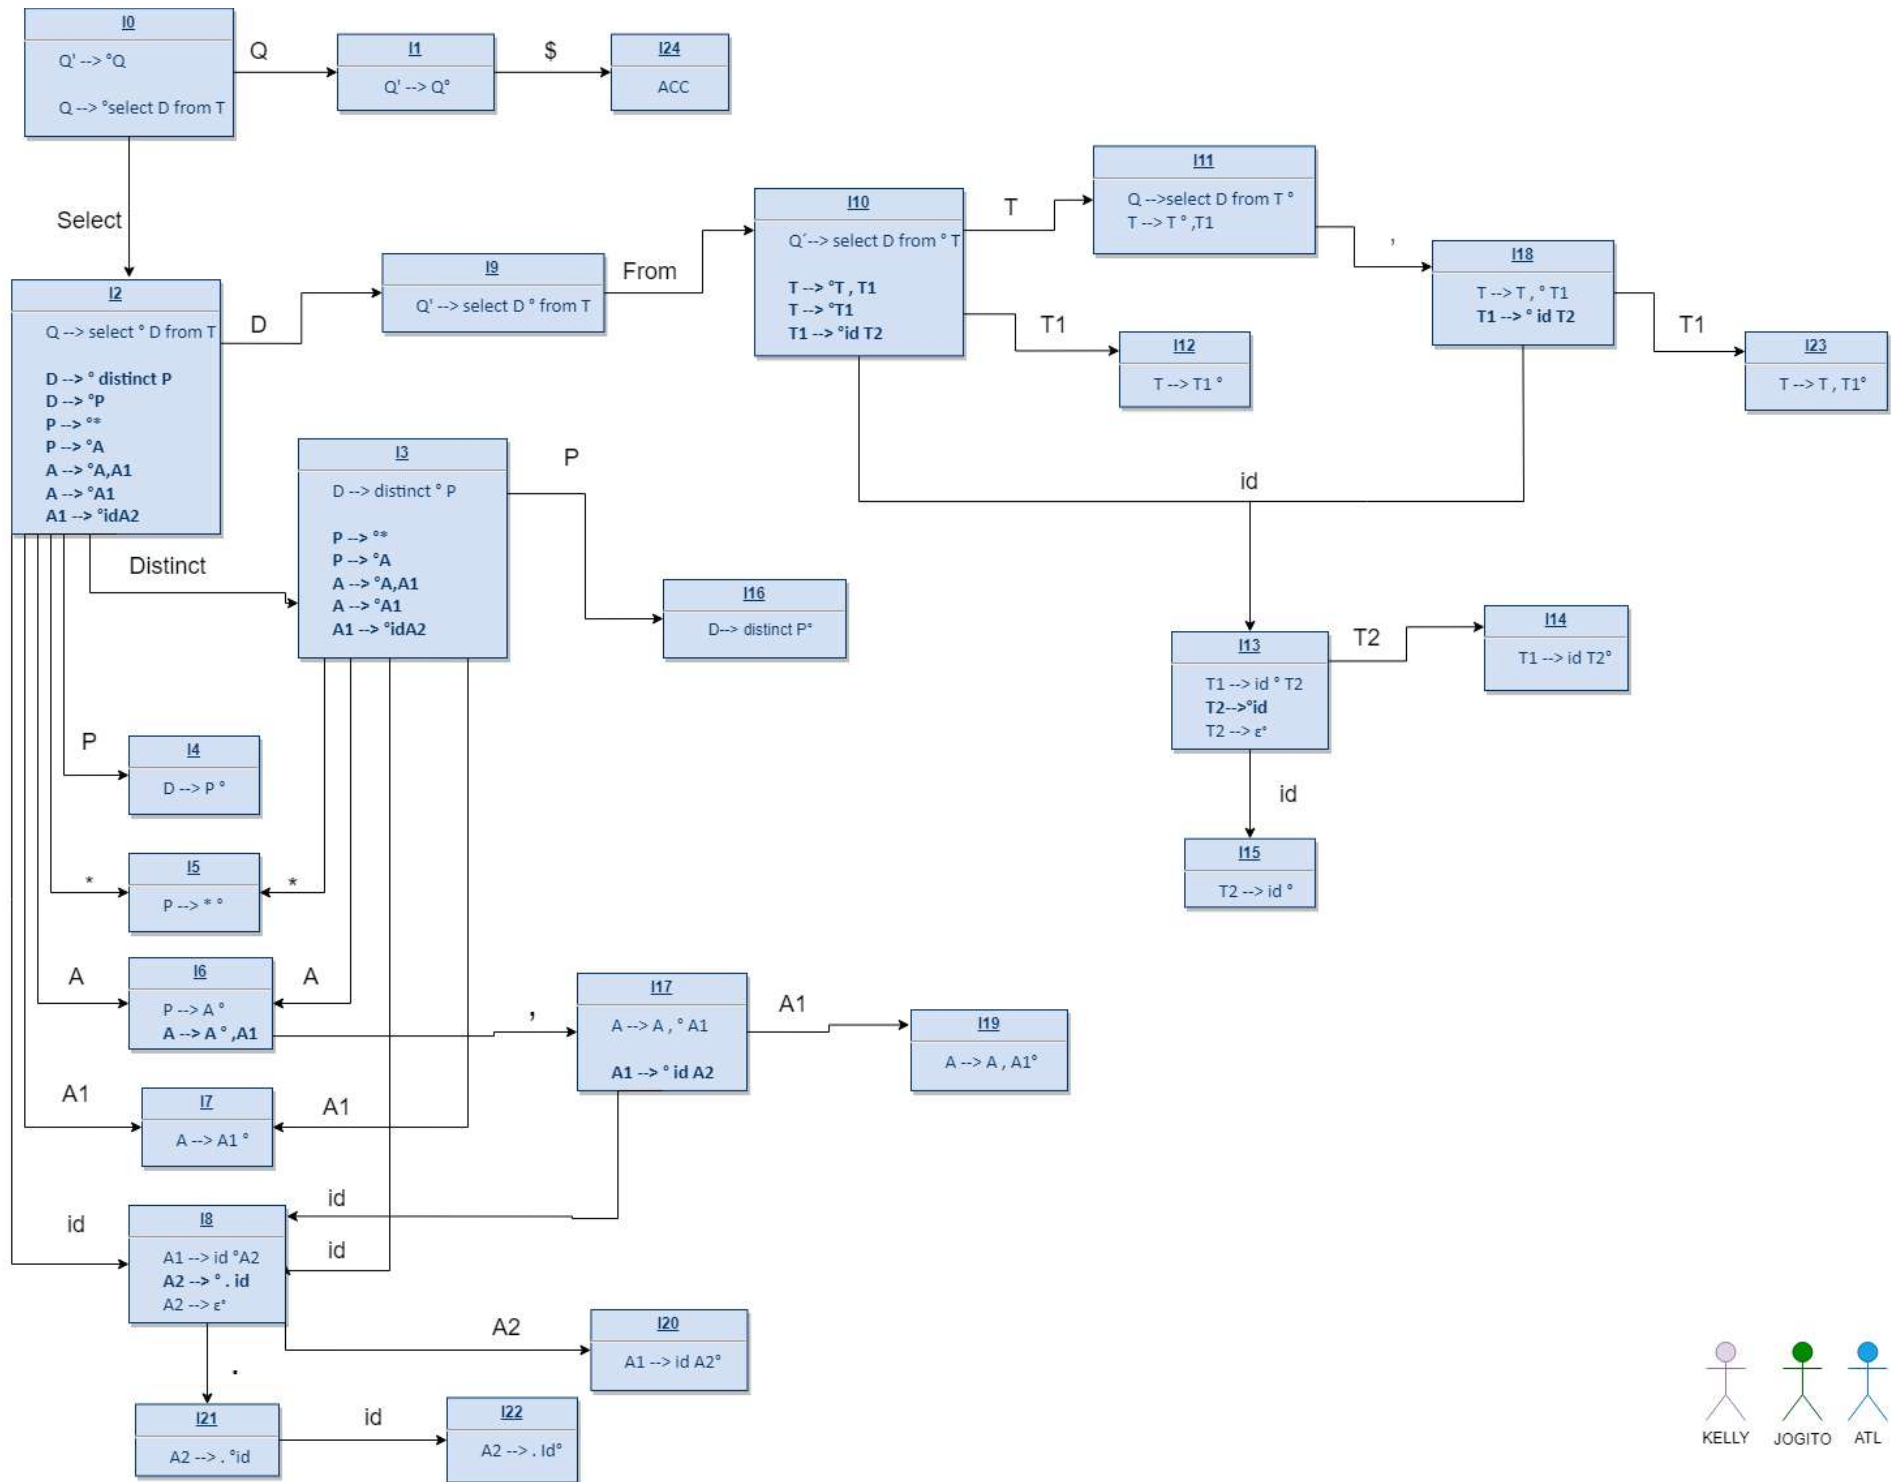 I0
Q' --> °Q
Q --> °select D from T
Q
I1
Q' --> Q°
$
I24
ACC
Select
I2
Q --> select ° D from T
D --> ° distinct P
D --> °P
P --> °*
P --> °A
A --> °A,A1
A --> °A1
A1 --> °idA2
D
I9
Q' --> select D ° from T
From
I10
Q´--> select D from ° T
T --> °T , T1
T --> °T1
T1 --> °id T2
T
I11
Q -->select D from T °
T --> T ° ,T1
,
I18
T --> T , ° T1
T1 --> ° id T2
T1
I23
T --> T , T1°
T1
I12
T --> T1 °
id
I13
T1 --> id ° T2
T2-->°id
T2 --> ε°
T2
I14
T1 --> id T2°
id
I15
T2 --> id °
Distinct
I3
D --> distinct ° P
P --> °*
P --> °A
A --> °A,A1
A --> °A1
A1 --> °idA2
P
I16
D--> distinct P°
P
I4
D --> P °
*
I5
P --> * °
*
A
I6
P --> A °
A --> A ° ,A1
A
,
I17
A --> A , ° A1
A1 --> ° id A2
A1
I19
A --> A , A1°
A1
I7
A --> A1 °
A1
id
I8
A1 --> id °A2
A2 --> ° . id
A2 --> ε°
id
id
A2
I20
A1 --> id A2°
.
I21
A2 --> . °id
id
I22
A2 --> . Id°
KELLY
JOGITO
ATL